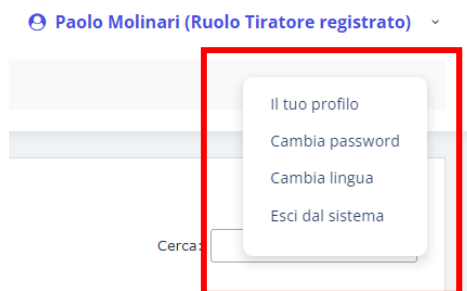 Paolo Molinari (Ruolo Tiratore registrato)
Il tuo profilo
Cambia password
Cambia lingua
Esci dal sistema
Cerca: